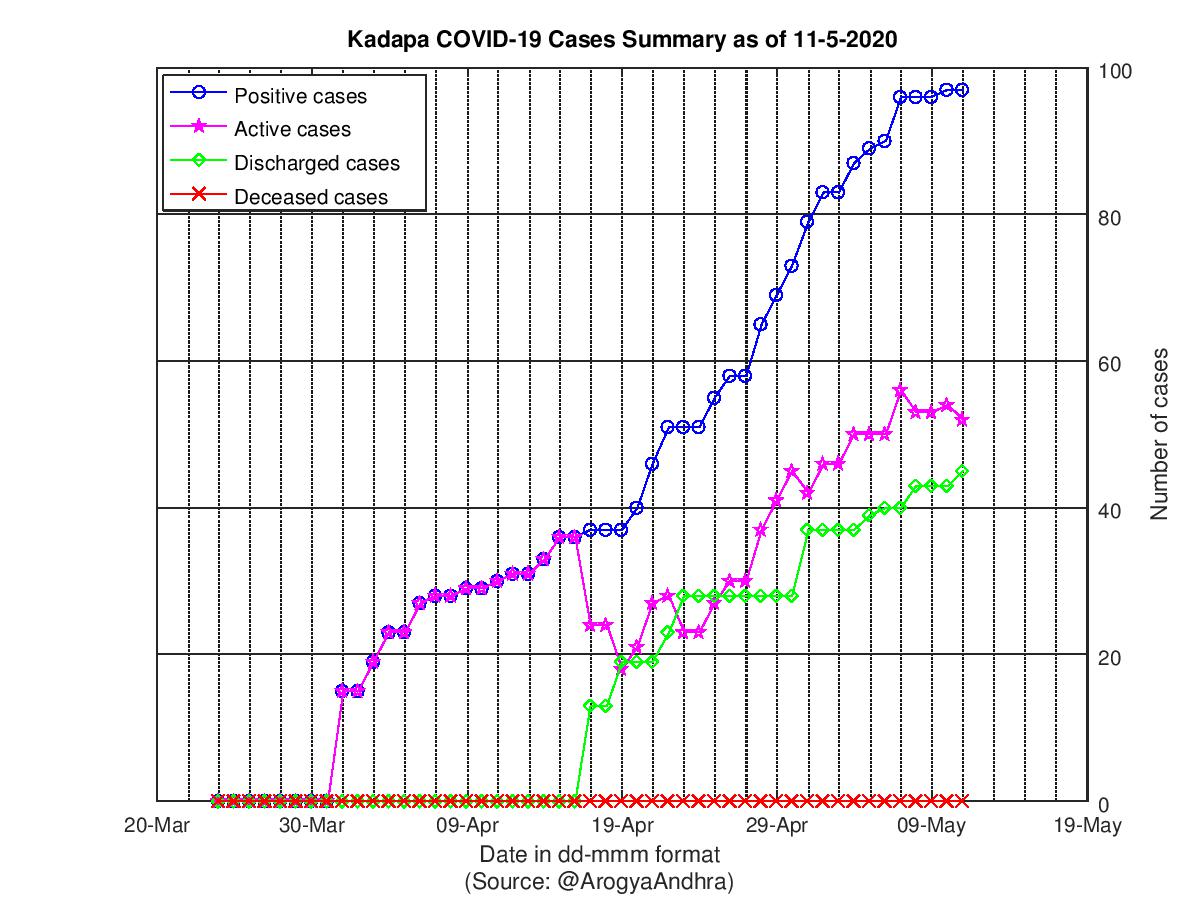 Kadapa COVID-19 Cases Summary as of 11-5-2020
Positive cases
Active cases
Discharged cases
Deceased cases
100
80
60
40
20
0
Number of cases
20-Mar
30-Mar
09-Apr
19-Apr
29-Apr
09-May
19-May
Date in dd-mmm format
(Source: @ArogyaAndhra)